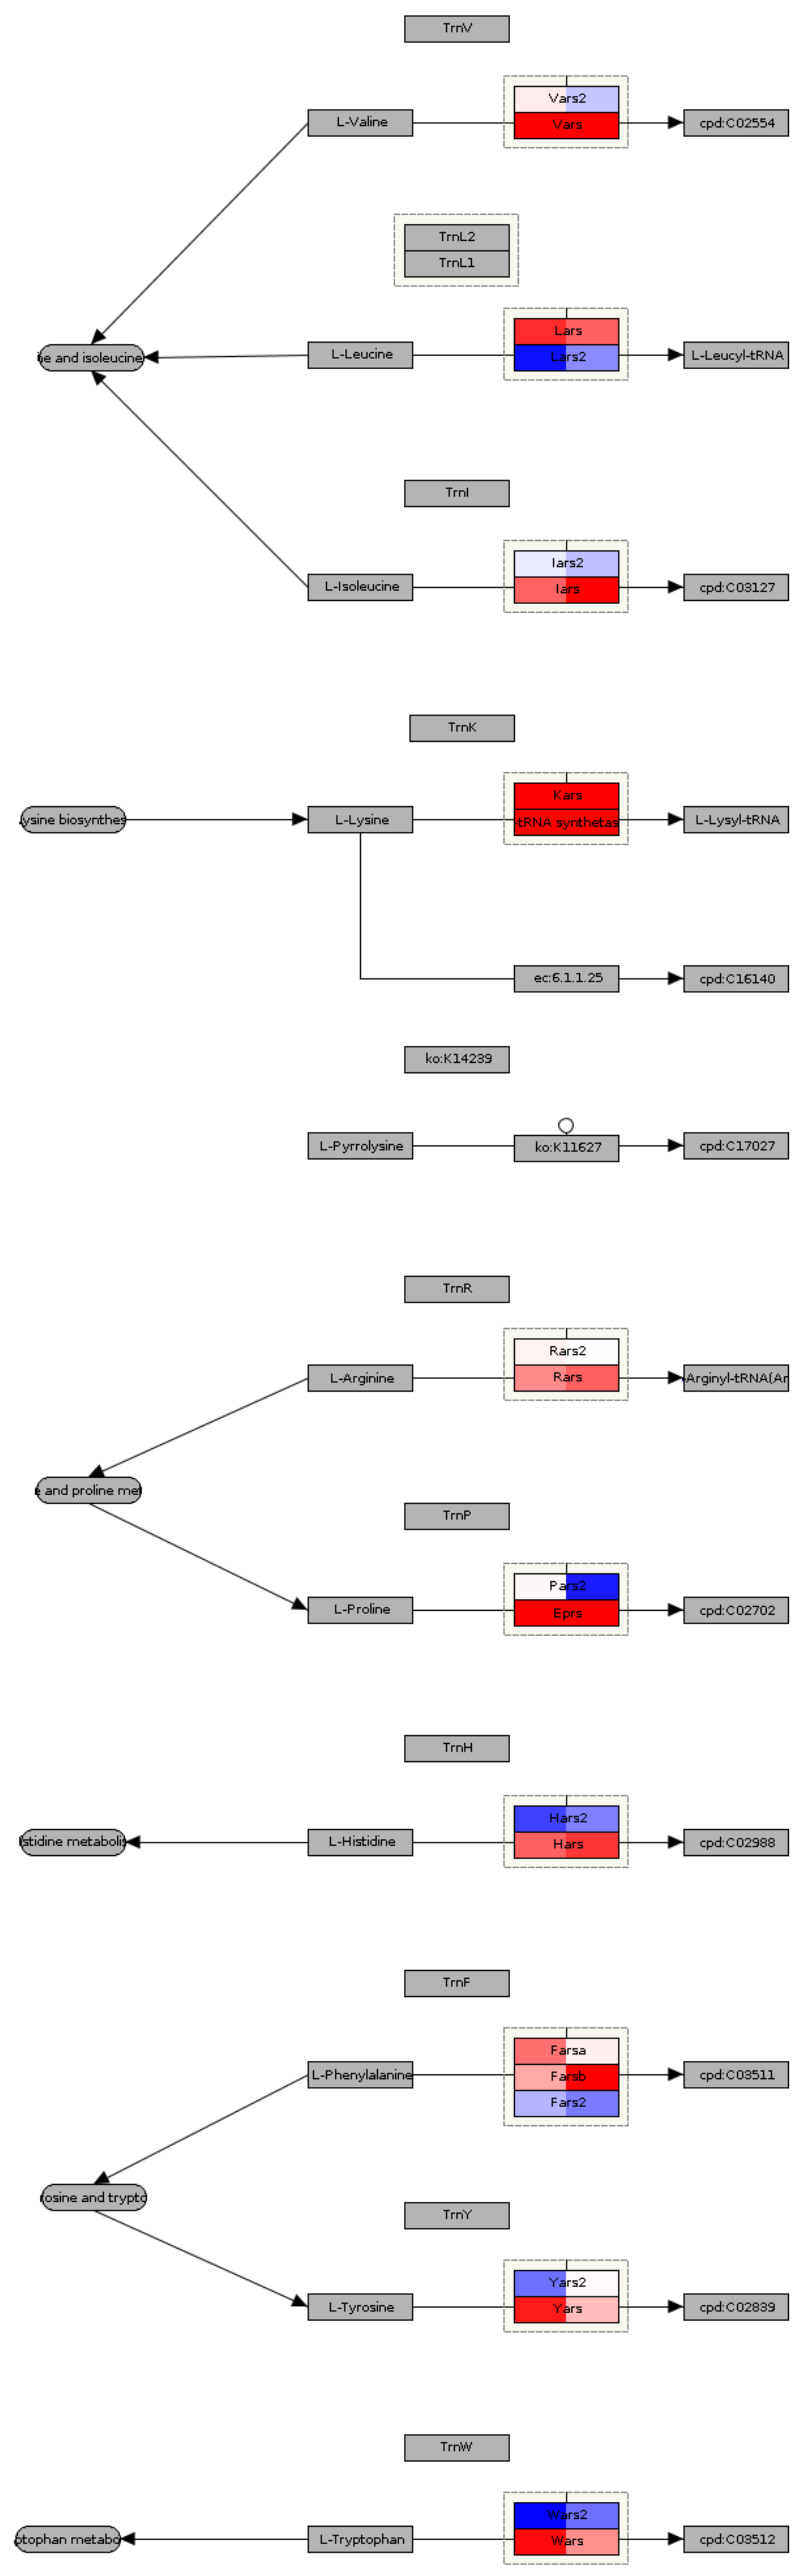 TrnV
Vars2
L-Valine
Vars
cpd:C02554
TrnL2
TrnL1
Lars
ie and isoleucine
L-Leucine
Lars2
L-Leucyl-tRNA
TrnI
Iars2
L-Isoleucine
Iars
cpd:C03127
TrnK
Kars
ysine biosynthes
L-Lysine
-tRNA synthetas
L-Lysyl-tRNA
ec:6.1.1.25
cpd:C16140
ko:K14239
L-Pyrrolysine
ko:K11627
cpd:C17027
TrnR
Rars2
L-Arginine
Rars
-Arginyl-tRNA(Ar
e and proline met
TrnP
Pars2
L-Proline
Eprs
cpd:C02702
TrnH
Hars2
stidine metabolis
L-Histidine
Hars
cpd:C02988
TrnF
Farsa
L-Phenylalanine
Farsb
cpd:C03511
Fars2
rosine and trypto
TrnY
Yars2
L-Tyrosine
Yars
cpd:C02839
TrnW
Wars2
ptophan metabo
L-Tryptophan
Wars
cpd:C03512